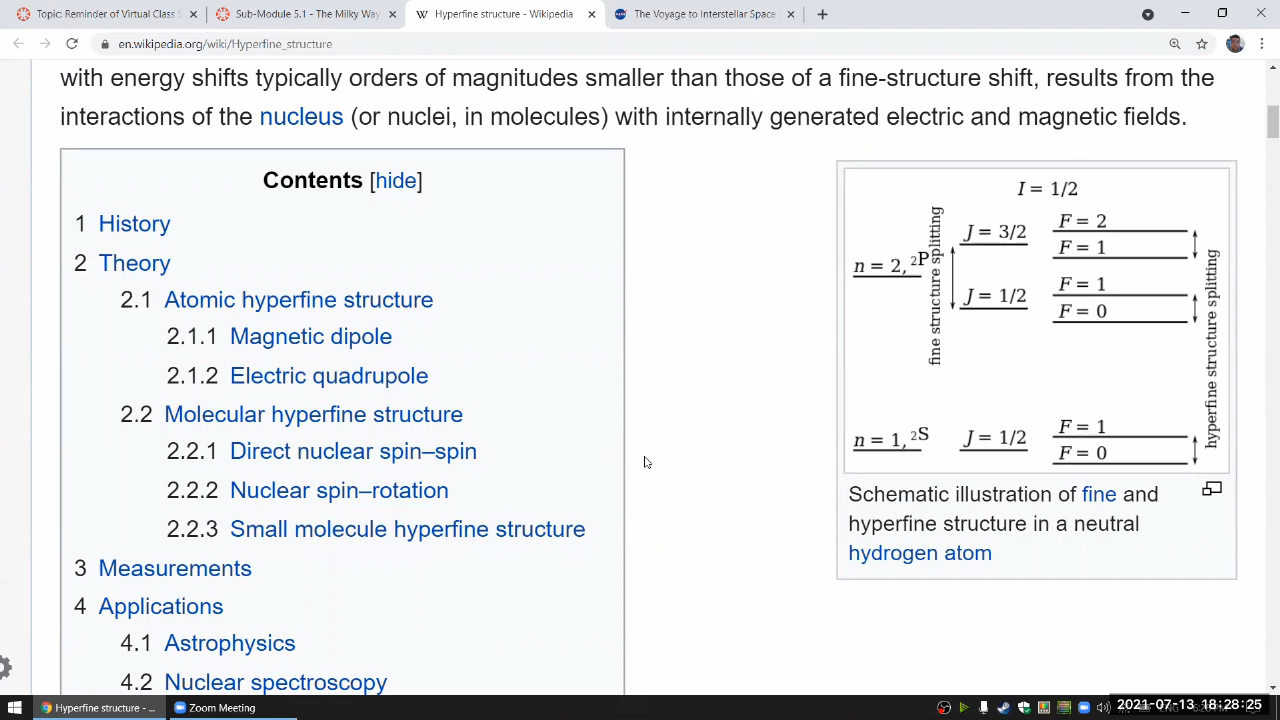 Topic: Reminder of Virtual Class S
Sub-Module 5.1 - The Milky Way
Hyperfine structure - Wikipedia
The Voyage to Interstellar Space |
en.wikipedia.org/wiki/Hyperfine_structure
with energy shifts typically orders of magnitudes smaller than those of a fine-structure shift, results from the
interactions of the nucleus (or nuclei, in molecules) with internally generated electric and magnetic fields.
Contents [hide]
1 History
2 Theory
2.1 Atomic hyperfine structure
2.1.1 Magnetic dipole
2.1.2 Electric quadrupole
2.2 Molecular hyperfine structure
2.2.1 Direct nuclear spin–spin
2.2.2 Nuclear spin–rotation
2.2.3 Small molecule hyperfine structure
3 Measurements
4 Applications
4.1 Astrophysics
4.2 Nuclear spectroscopy
I = 1/2
n = 2, ²P
fine structure splitting
J = 3/2
J = 1/2
F = 2
F = 1
F = 1
F = 0
hyperfine structure splitting
n = 1, ²S
J = 1/2
F = 1
F = 0
Schematic illustration of fine and
hyperfine structure in a neutral
hydrogen atom
Hyperfine structure - ...
Zoom Meeting
2021-07-13 18:28:25